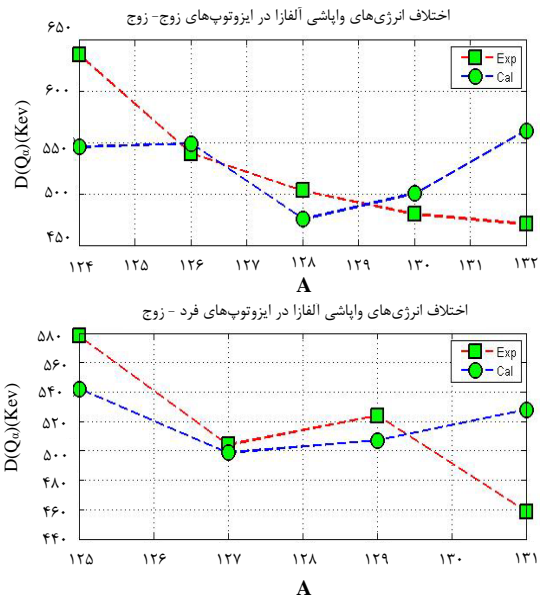 اختلاف انرژی‌های واپاشی آلفازا در ایزوتوپ‌های زوج- زوج
۶۵۰
۶۰۰
۵۵۰
۵۰۰
۴۵۰
D(Qα)(Kev)
Exp
Cal
۱۲۴ ۱۲۵ ۱۲۶ ۱۲۷ ۱۲۸ ۱۲۹ ۱۳۰ ۱۳۱ ۱۳۲
A
اختلاف انرژی‌های واپاشی الفازا در ایزوتوپ‌های فرد - زوج
۵۸۰
۵۶۰
۵۴۰
۵۲۰
۵۰۰
۴۸۰
۴۶۰
۴۴۰
D(Qα)(Kev)
Exp
Cal
۱۲۵ ۱۲۶ ۱۲۷ ۱۲۸ ۱۲۹ ۱۳۰ ۱۳۱
A